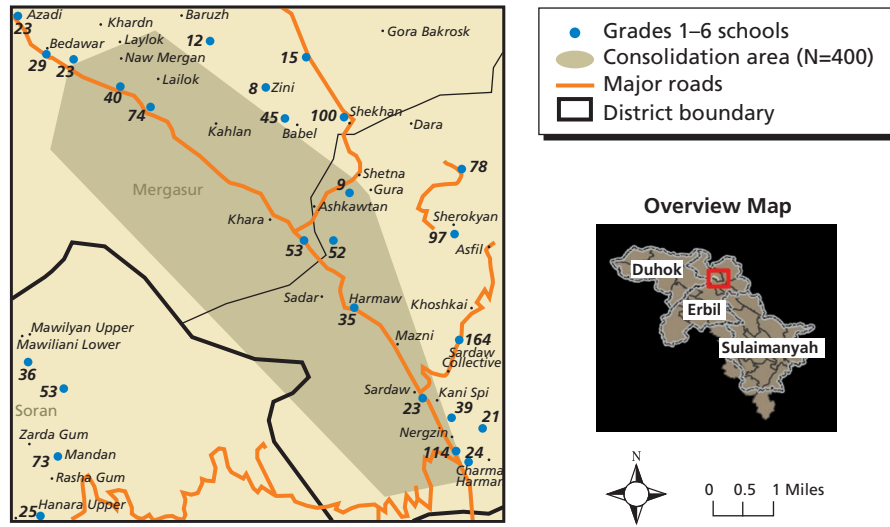 23
Azadi
Khardn
Baruzh
Gora Bakrosk
Bedawar
Laylok
12
15
29
23
Naw Mergan
Lailok
40
8
Zini
74
45
Babel
100
Shekhan
Kahlan
Dara
78
Mergasur
Shetna
9
Gura
Ashkawtan
Khara
Sherokyan
53
52
97
Asfil
Sadar
Harmaw
35
Khoshkai
Mawilyan Upper
Mawiliani Lower
Mazni
164
Sardaw
Collective
36
53
Sardaw
Kani Spi
Soran
23
39
21
Zarda Gum
Nergzin
73
Mandan
114
24
Rasha Gum
Charma
Harmar
25
Hanara Upper
Grades 1–6 schools
Consolidation area (N=400)
Major roads
District boundary
Overview Map
Duhok
Erbil
Sulaimanyah
N
0 0.5 1 Miles